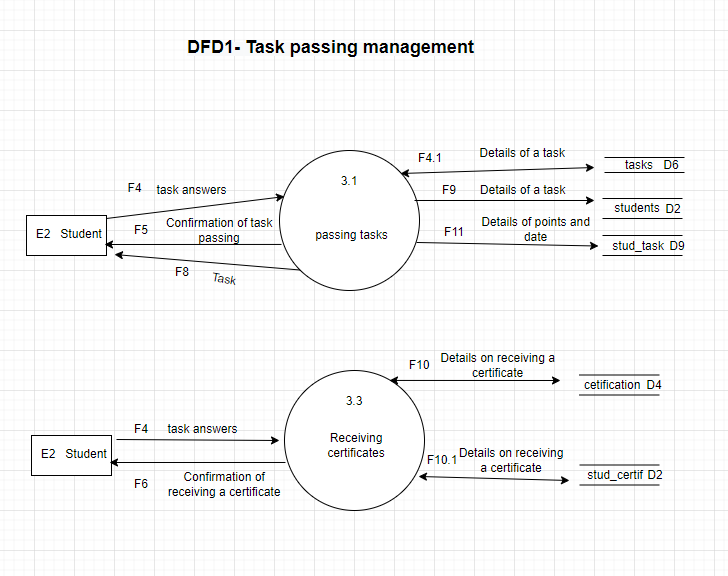 DFD1- Task passing management
F4.1
Details of a task
tasks D6
3.1
F4 task answers
F9 Details of a task
students D2
E2 Student
F5 Confirmation of task
passing
passing tasks
F11 Details of points and
date
stud_task D9
F8 Task
F10 Details on receiving a
certificate
cetification D4
3.3
F4 task answers
Receiving
certificates
E2 Student
F10.1 Details on receiving
a certificate
stud_certif D2
F6 Confirmation of
receiving a certificate